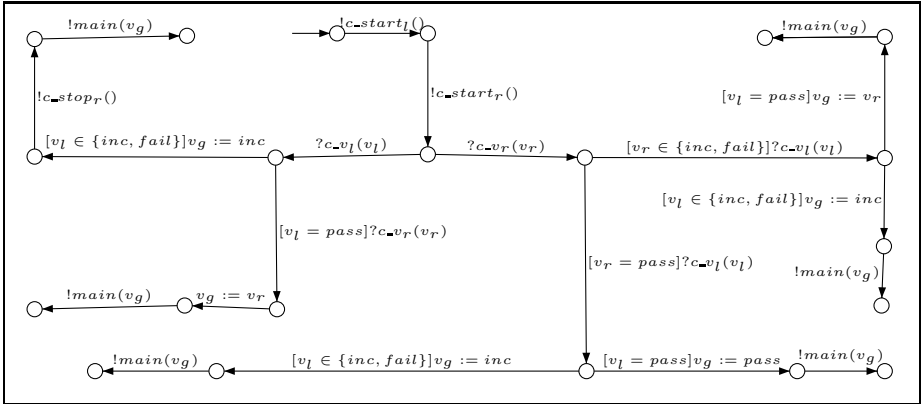 !main(v_g) !c_start_l() !main(v_g)
!c_stop_r() !c_start_r() [v_l = pass]v_g := v_r
[v_l ∈ {inc, fail}]v_g := inc ?c_v_l(v_l) ?c_v_r(v_r) [v_r ∈ {inc, fail}]?c_v_l(v_l)
[v_l ∈ {inc, fail}]v_g := inc
[v_l = pass]?c_v_r(v_r) [v_r = pass]?c_v_l(v_l) !main(v_g)
!main(v_g) v_g := v_r
!main(v_g) [v_l ∈ {inc, fail}]v_g := inc [v_l = pass]v_g := pass !main(v_g)